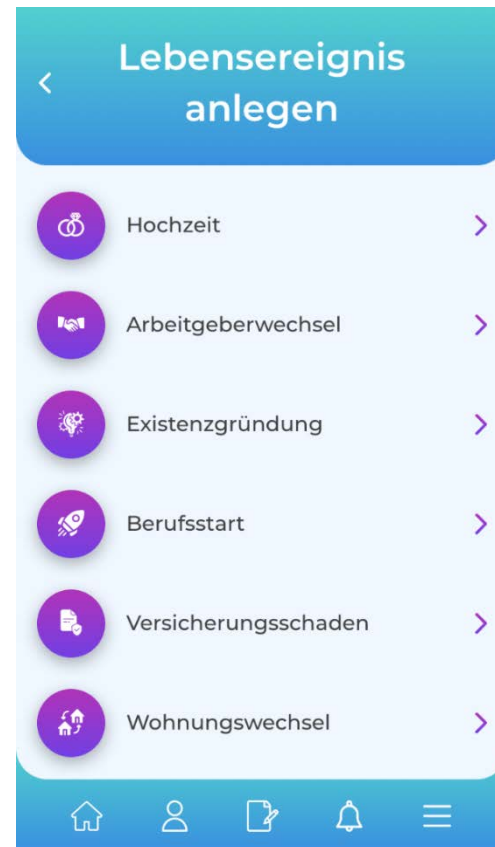 Lebensereignis
anlegen
Hochzeit
Arbeitgeberwechsel
Existenzgründung
Berufsstart
Versicherungsschaden
Wohnungswechsel